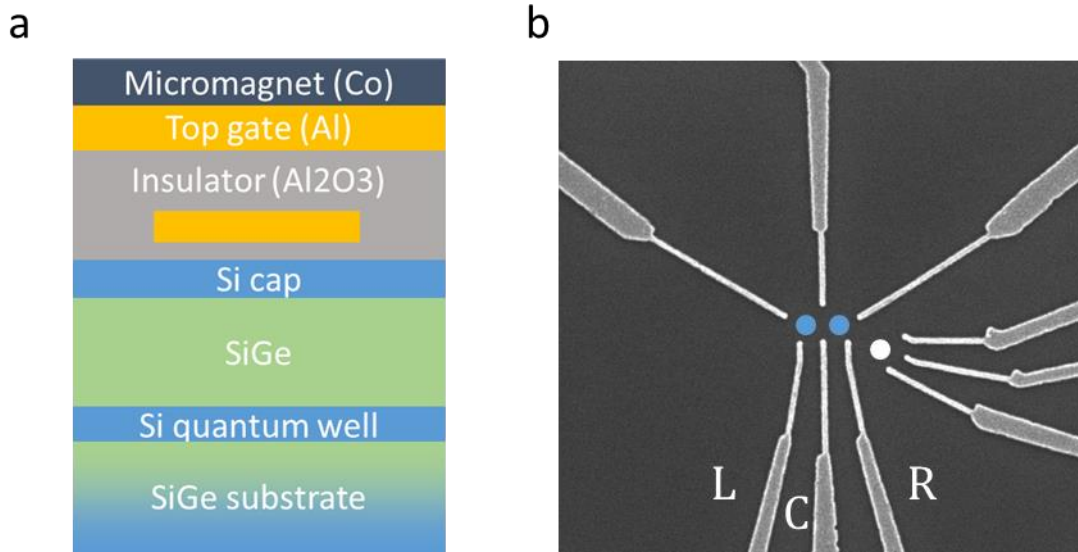 a
b
Micromagnet (Co)
Top gate (Al)
Insulator (Al2O3)
Si cap
SiGe
Si quantum well
SiGe substrate
L
C
R